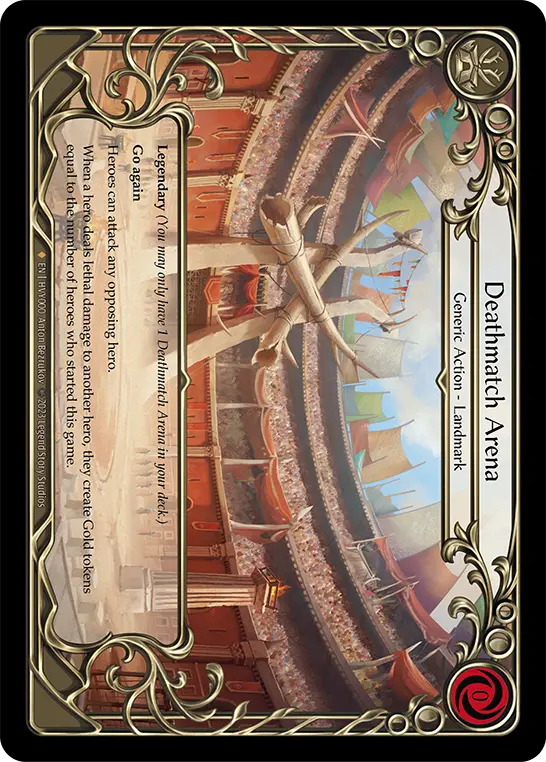 Deathmatch Arena
Generic Action - Landmark
Legendary (You may only have 1 Deathmatch Arena in your deck.)
Go again
Heroes can attack any opposing hero.
When a hero deals lethal damage to another hero, they create Gold tokens
equal to the number of heroes who started this game.
0
EN | HVY000 Anton Bezrukov © 2023 Legend Story Studios